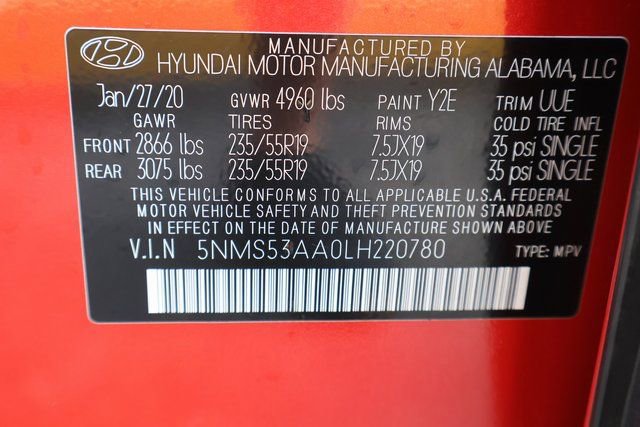 MANUFACTURED BY
HYUNDAI MOTOR MANUFACTURING ALABAMA, LLC
Jan/27/20 GVWR 4960 lbs PAINT Y2E TRIM UUE
GAWR TIRES RIMS COLD TIRE INFL
FRONT 2866 lbs 235/55R19 7.5JX19 35 psi SINGLE
REAR 3075 lbs 235/55R19 7.5JX19 35 psi SINGLE
THIS VEHICLE CONFORMS TO ALL APPLICABLE U.S.A. FEDERAL
MOTOR VEHICLE SAFETY AND THEFT PREVENTION STANDARDS
IN EFFECT ON THE DATE OF MANUFACTURE SHOWN ABOVE.
V.I.N 5NMS53AA0LH220780 TYPE: MPV